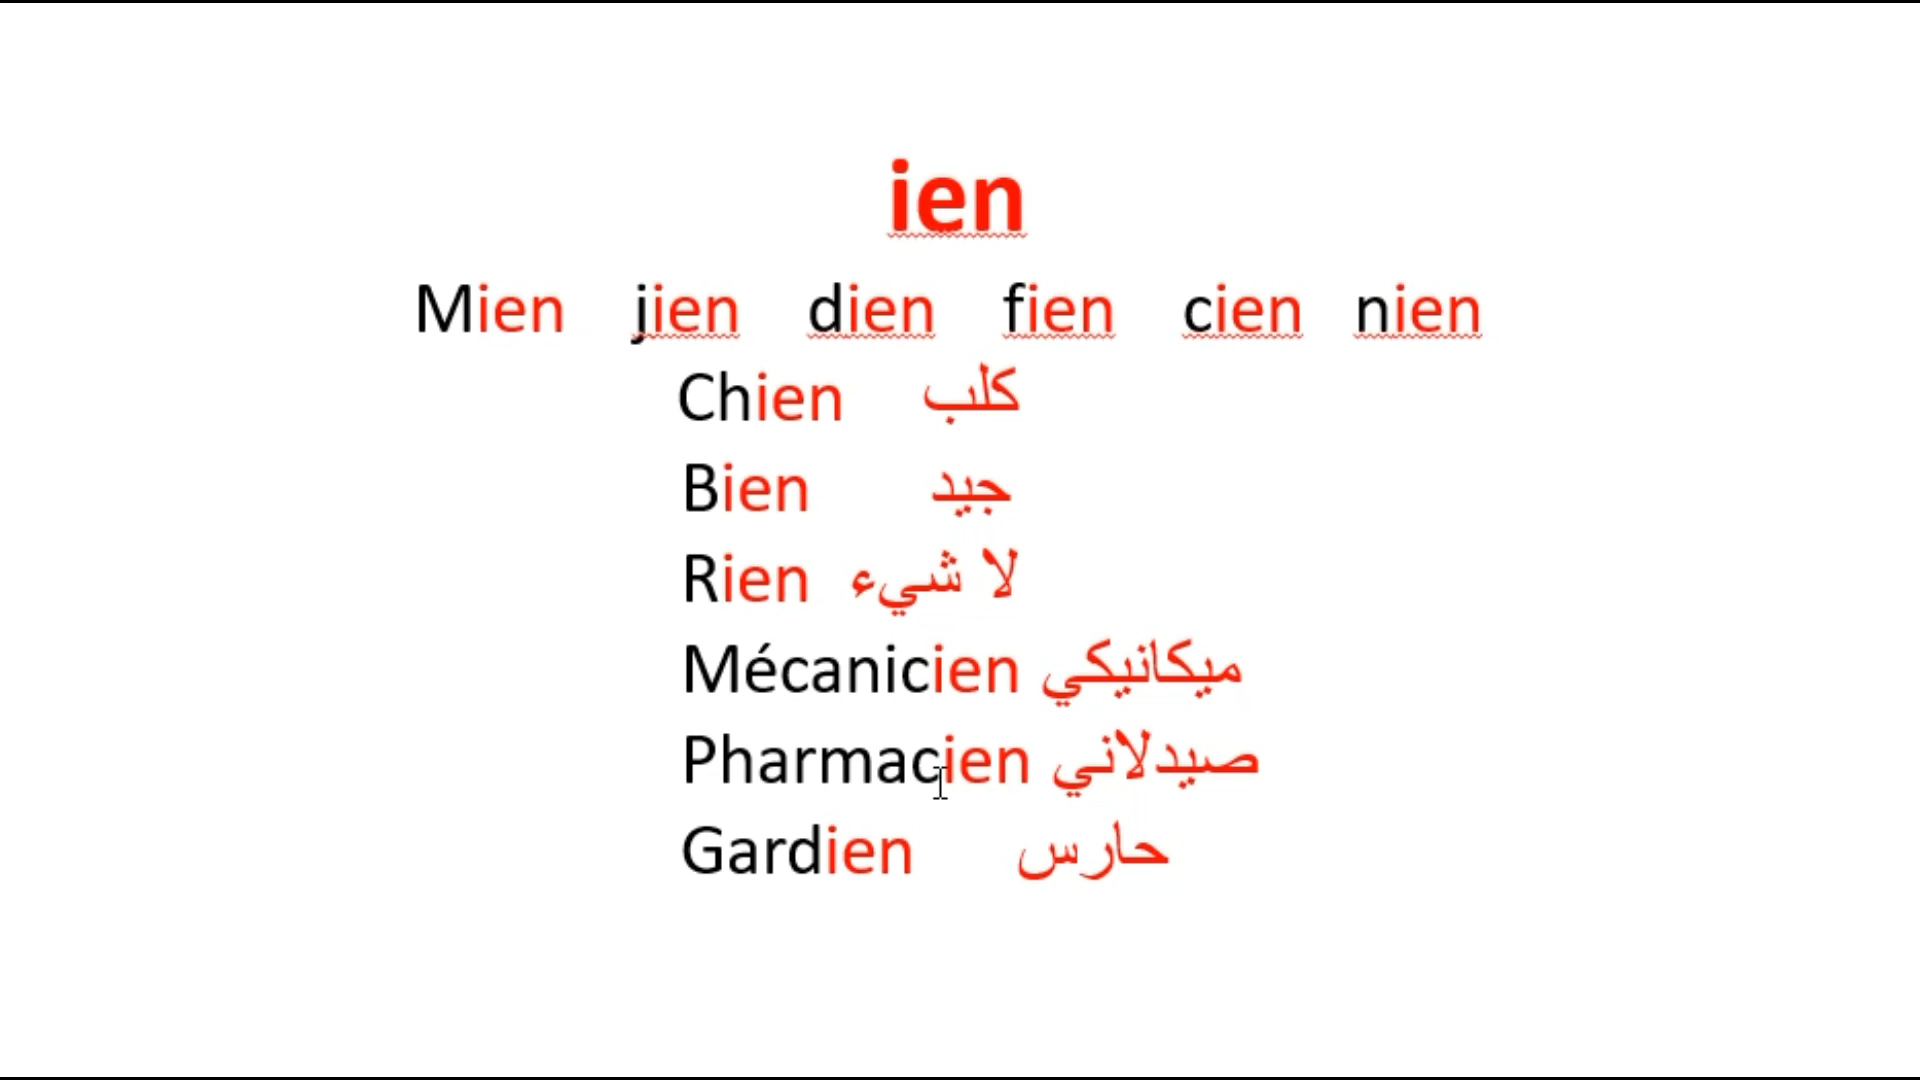 ien
Mien jien dien fien cien nien
Chien كلب
Bien جيد
Rien لا شيء
Mécanicien ميكانيكي
Pharmacien صيدلاني
Gardien حارس